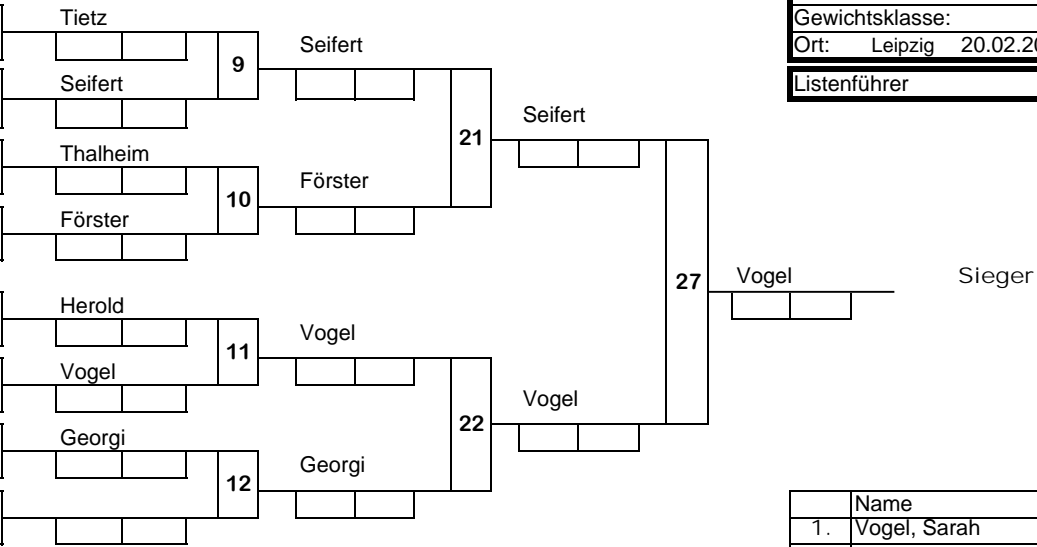 Tietz
Gewichtsklasse:
Seifert
Ort: Leipzig 20.02.20
9
Seifert
Listenführer
Seifert
21
Thalheim
Förster
10
Förster
27
Vogel
Sieger
Herold
Vogel
11
Vogel
Vogel
22
Georgi
Georgi
12
Name
1. Vogel, Sarah